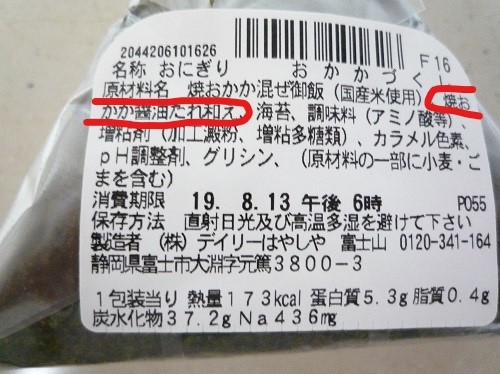 2044206101626
F16
名称 おにぎり おかかづくし
原材料名 焼おかか混ぜ御飯(国産米使用)、焼お
かか醤油たれ和え、海苔、調味料(アミノ酸等)、
増粘剤(加工澱粉、増粘多糖類)、カラメル色素、
pH調整剤、グリシン、(原材料の一部に小麦・ごま
を含む)
消費期限 19. 8.13 午後 6時 P055
保存方法 直射日光及び高温多湿を避けて下さい
製造者 (株)デイリーはやしや 富士山 0120-341-164
静岡県富士市大淵字元篤3800-3
1包装当り 熱量173kcal 蛋白質5.3g 脂質0.4g
炭水化物37.2g Na436mg